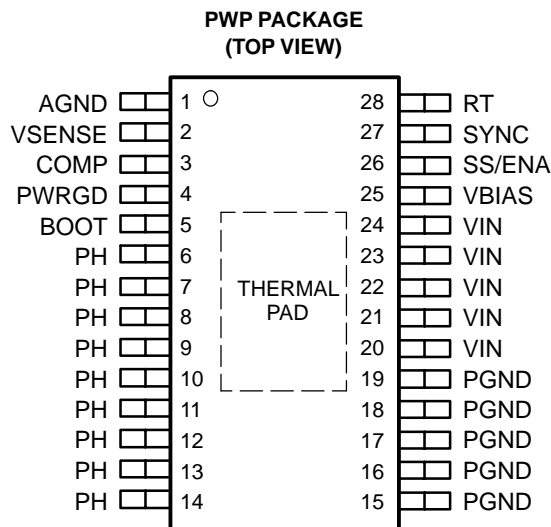 PWP PACKAGE
(TOP VIEW)
AGND 1 28 RT
VSENSE 2 27 SYNC
COMP 3 26 SS/ENA
PWRGD 4 25 VBIAS
BOOT 5 24 VIN
PH 6 23 VIN
PH 7 22 VIN
PH 8 21 VIN
PH 9 20 VIN
PH 10 19 PGND
PH 11 18 PGND
PH 12 17 PGND
PH 13 16 PGND
PH 14 15 PGND
THERMAL
PAD